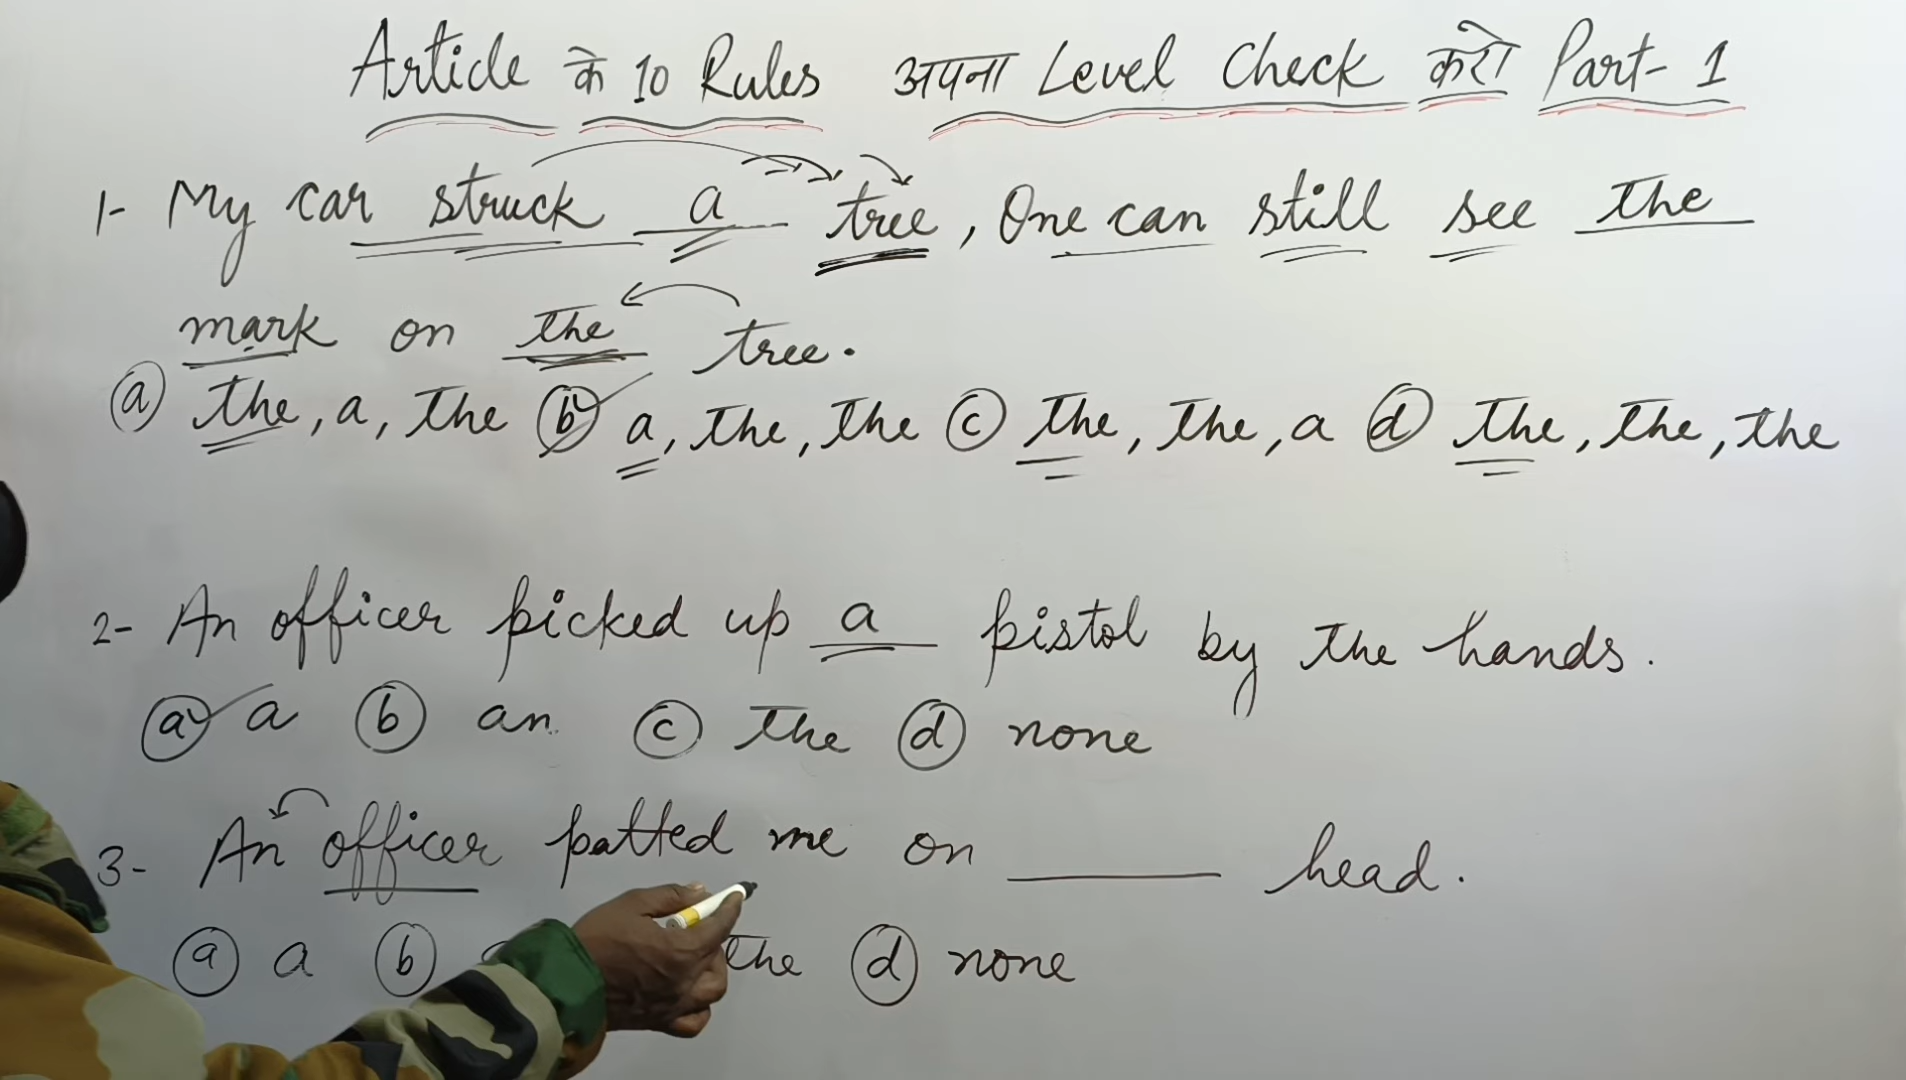 Article के 10 Rules अपना Level Check करो Part- 1
1- My car struck a tree, One can still see the
mark on the tree.
(a) the, a, the (b) a, the, the (c) the, the, a (d) the, the, the
2- An officer picked up a pistol by the hands.
(a) a (b) an (c) the (d) none
3- An officer patted me on ______ head.
(a) a (b) the (d) none